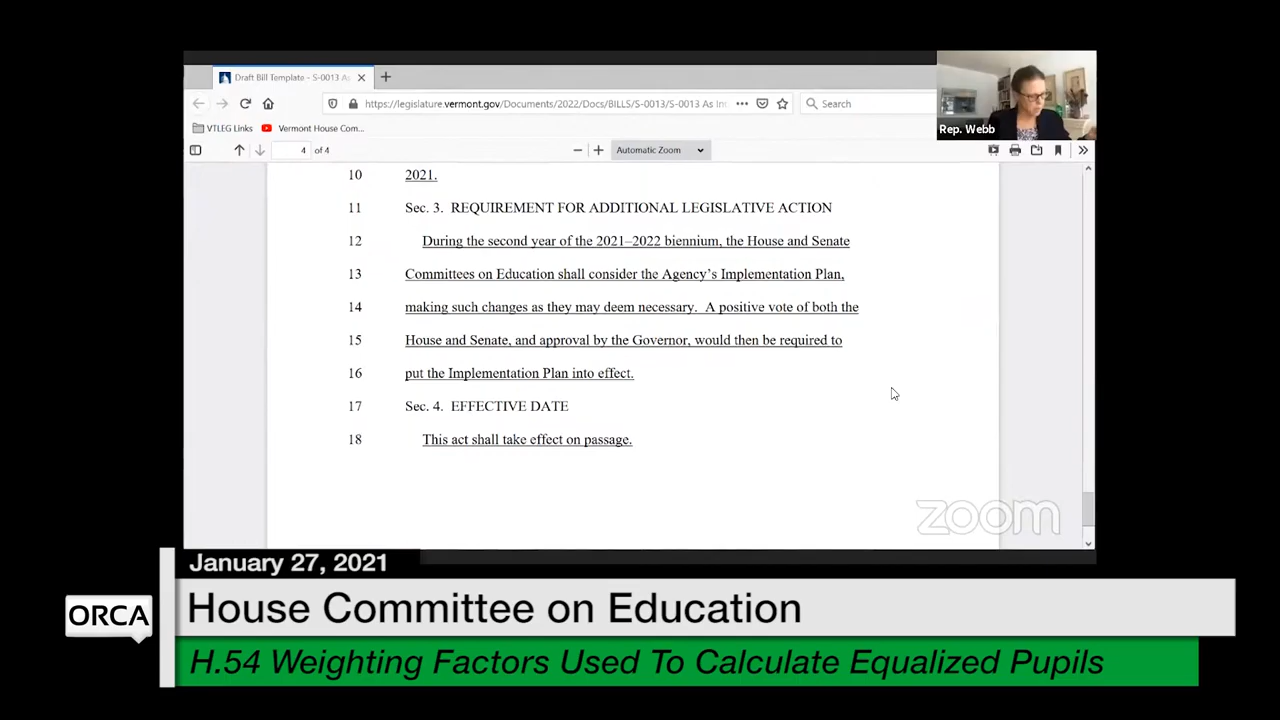 Draft Bill Template – S-0013 As
https://legislature.vermont.gov/Documents/2022/Docs/BILLS/S-0013/S-0013 As Int
Search
Rep. Webb
VTLEG Links
Vermont House Com...
4 of 4
Automatic Zoom
10 2021.
11 Sec. 3. REQUIREMENT FOR ADDITIONAL LEGISLATIVE ACTION
12 During the second year of the 2021–2022 biennium, the House and Senate
13 Committees on Education shall consider the Agency's Implementation Plan,
14 making such changes as they may deem necessary. A positive vote of both the
15 House and Senate, and approval by the Governor, would then be required to
16 put the Implementation Plan into effect.
17 Sec. 4. EFFECTIVE DATE
18 This act shall take effect on passage.
zoom
January 27, 2021
ORCA
House Committee on Education
H.54 Weighting Factors Used To Calculate Equalized Pupils